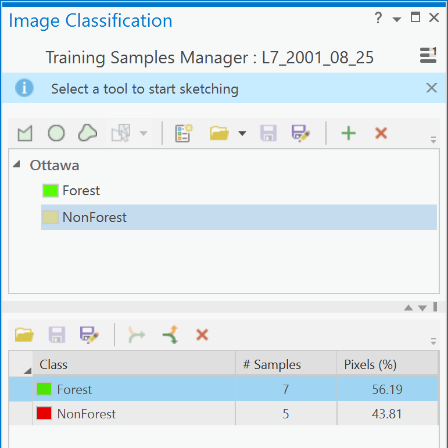 Image Classification
Training Samples Manager : L7_2001_08_25
Select a tool to start sketching
Ottawa
Forest
NonForest
Class # Samples Pixels (%)
Forest 7 56.19
NonForest 5 43.81